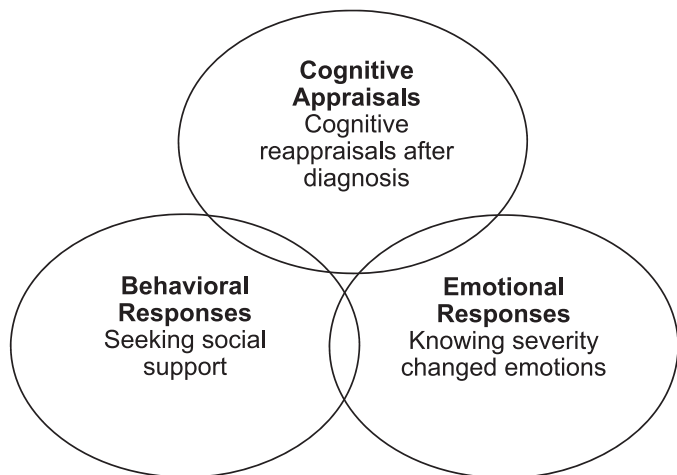 Cognitive
Appraisals
Cognitive
reappraisals after
diagnosis
Behavioral
Responses
Seeking social
support
Emotional
Responses
Knowing severity
changed emotions